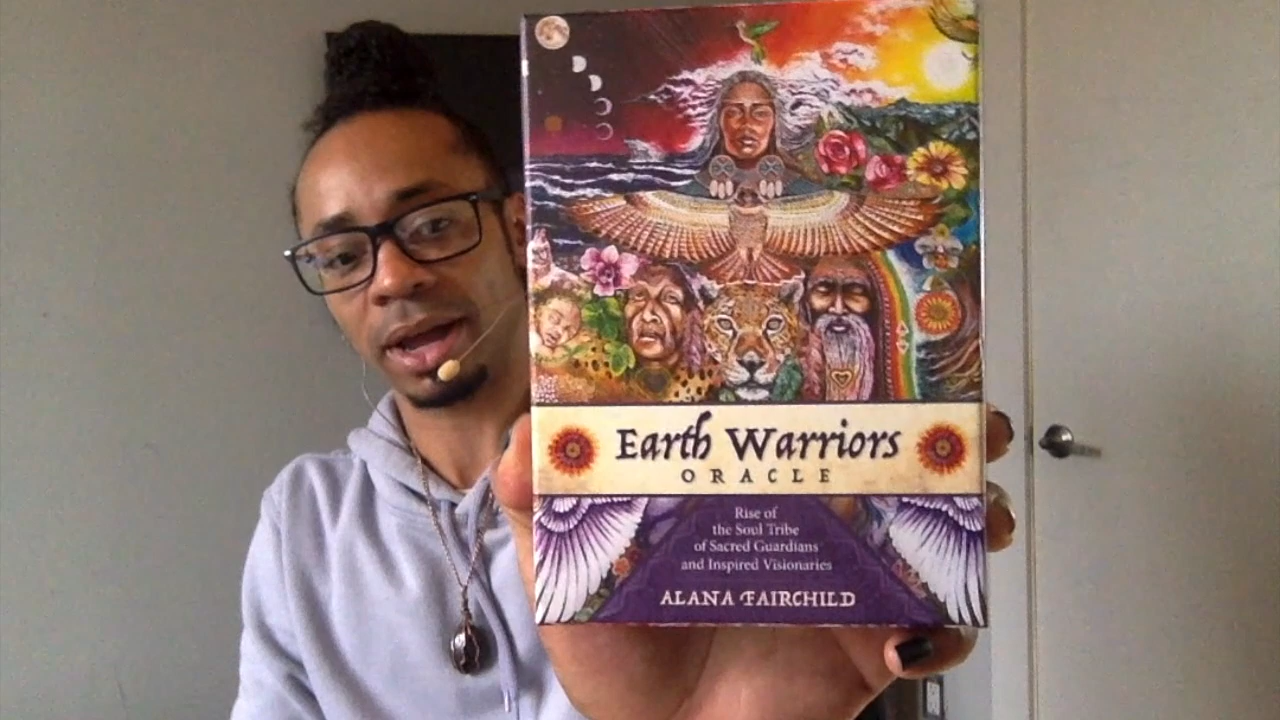 Earth Warriors
ORACLE
Rise of
the Soul Tribe
of Sacred Guardians
and Inspired Visionaries
ALANA FAIRCHILD